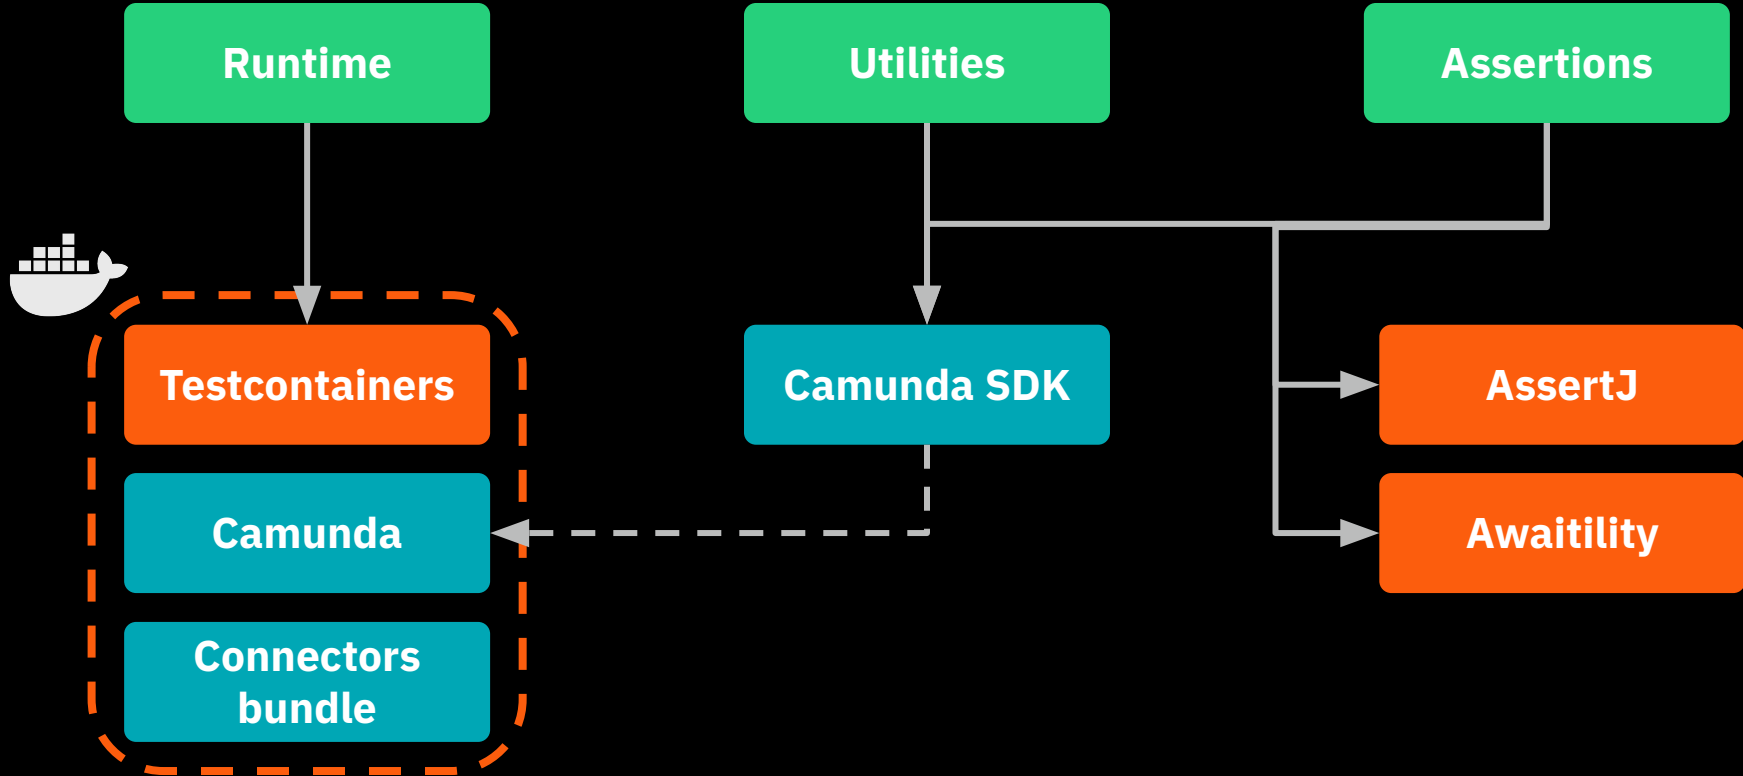 Runtime
Utilities
Assertions
Testcontainers
Camunda SDK
AssertJ
Camunda
Awaitility
Connectors
bundle